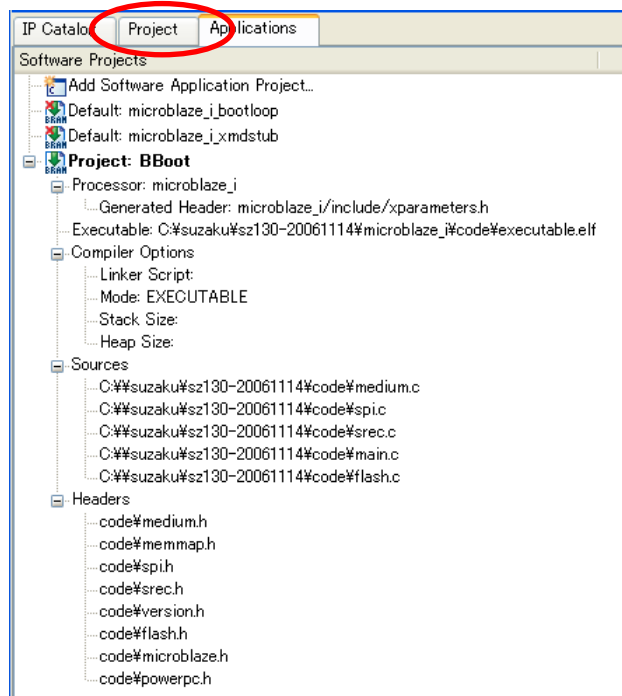 IP Catalog Project Applications
Software Projects
Add Software Application Project...
BRAM Default: microblaze_i_bootloop
BRAM Default: microblaze_i_xmdstub
BRAM Project: BBoot
Processor: microblaze_i
Generated Header: microblaze_i/include/xparameters.h
Executable: C:¥suzaku¥sz130-20061114¥microblaze_i¥code¥executable.elf
Compiler Options
Linker Script:
Mode: EXECUTABLE
Stack Size:
Heap Size:
Sources
C:¥¥suzaku¥sz130-20061114¥code¥medium.c
C:¥¥suzaku¥sz130-20061114¥code¥spi.c
C:¥¥suzaku¥sz130-20061114¥code¥srec.c
C:¥¥suzaku¥sz130-20061114¥code¥main.c
C:¥¥suzaku¥sz130-20061114¥code¥flash.c
Headers
code¥medium.h
code¥memmap.h
code¥spi.h
code¥srec.h
code¥version.h
code¥flash.h
code¥microblaze.h
code¥powerpc.h